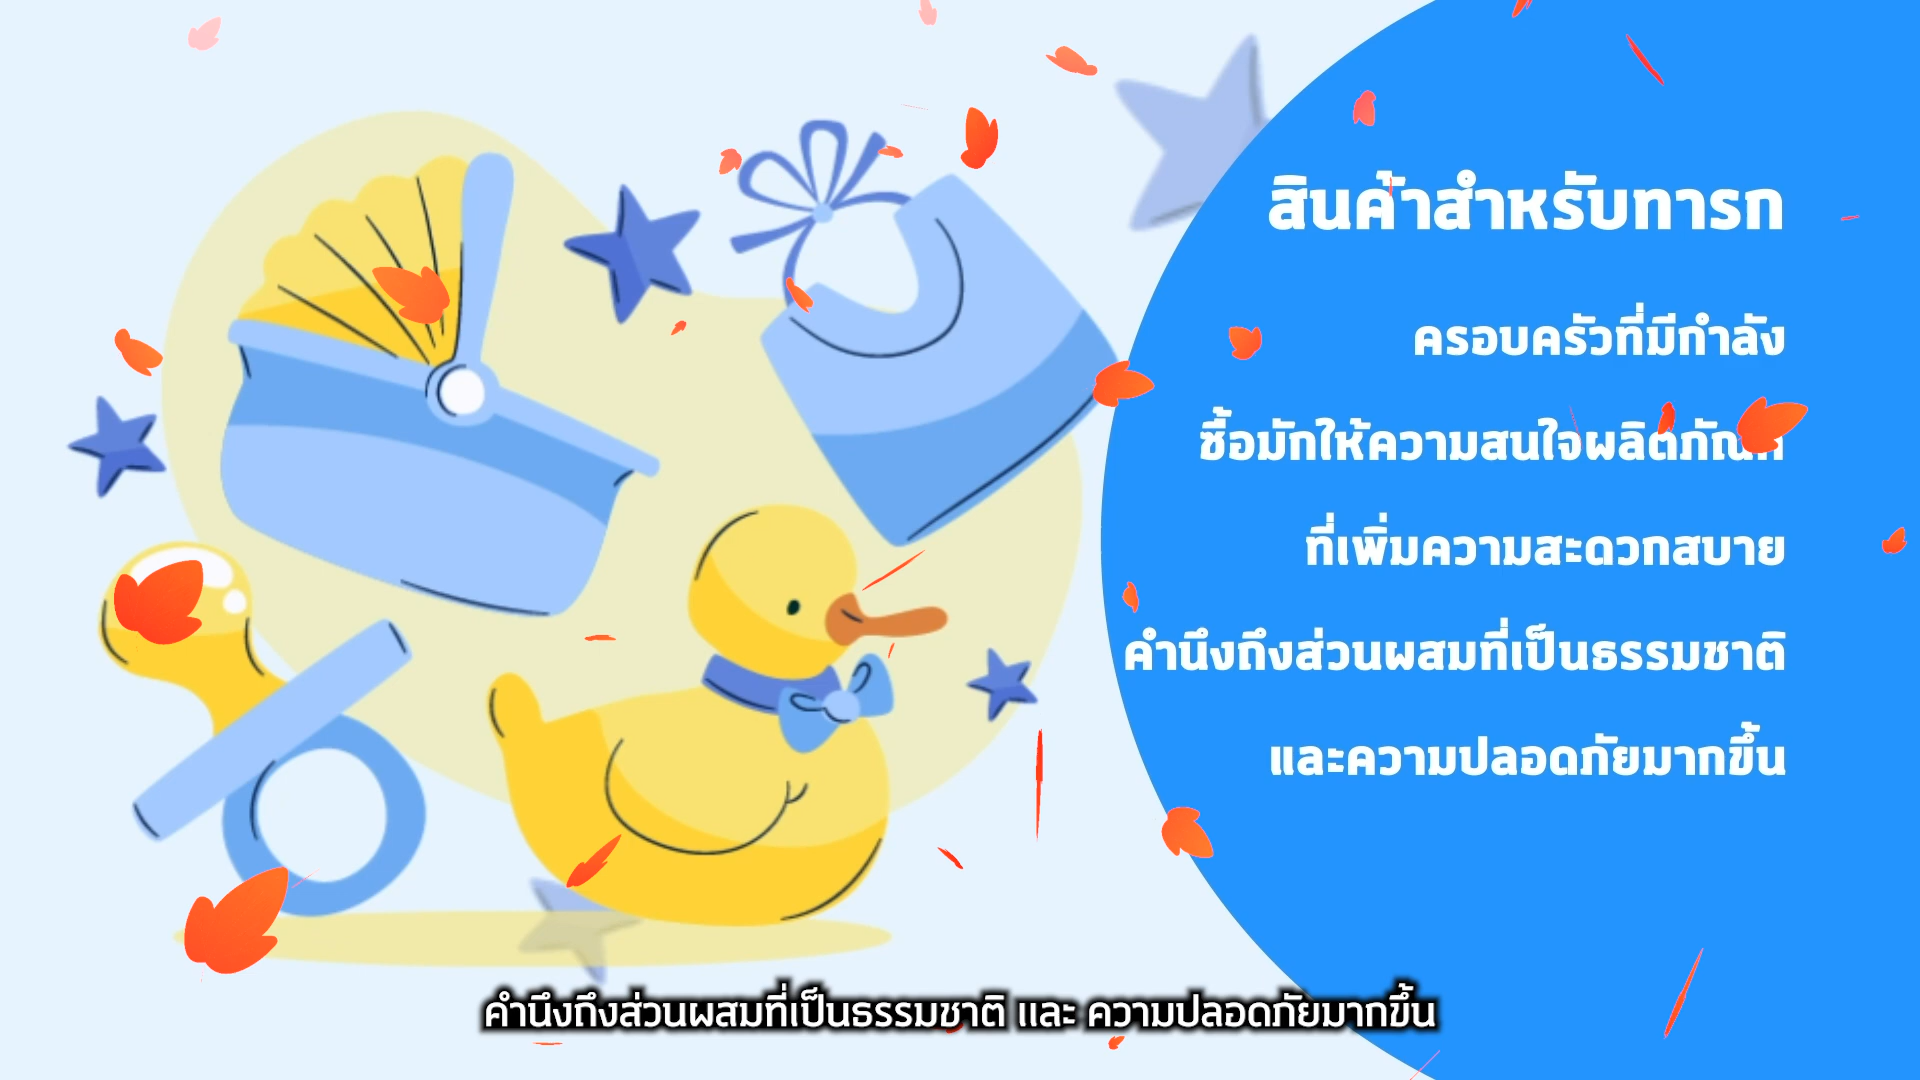 สินค้าสำหรับทารก
ครอบครัวที่มีกำลัง
ซื้อมักให้ความสนใจผลิตภัณฑ์
ที่เพิ่มความสะดวกสบาย
คำนึงถึงส่วนผสมที่เป็นธรรมชาติ
และความปลอดภัยมากขึ้น
คำนึงถึงส่วนผสมที่เป็นธรรมชาติ และ ความปลอดภัยมากขึ้น